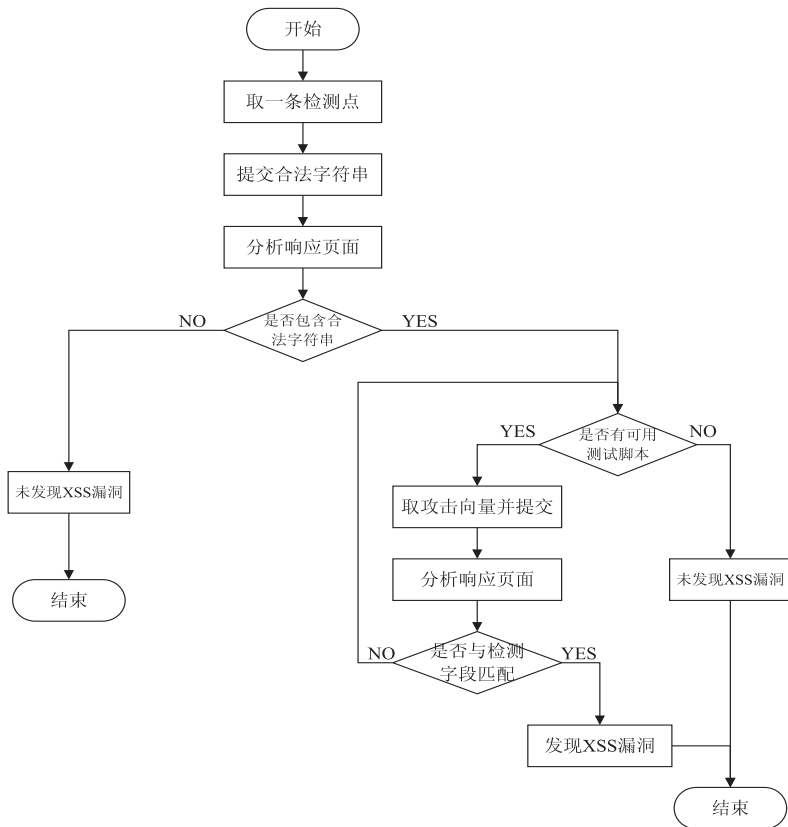 开始
取一条检测点
提交合法字符串
分析响应页面
是否包含合
法字符串
NO
YES
未发现XSS漏洞
结束
是否有可用
测试脚本
YES
NO
取攻击向量并提交
分析响应页面
未发现XSS漏洞
是否与检测
字段匹配
NO
YES
发现XSS漏洞
结束